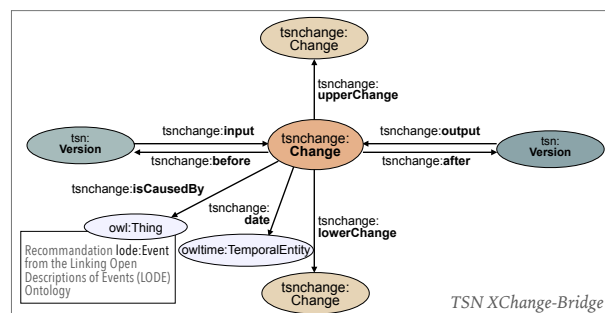 tsnchange:
Change
tsnchange:
upperChange
tsnchange:input
tsnchange:output
tsn:
Version
tsnchange:
Change
tsn:
Version
tsnchange:before
tsnchange:after
tsnchange:isCausedBy
tsnchange:
date
tsnchange:
lowerChange
owl:Thing
owltime:TemporalEntity
Recommandation lode:Event
from the Linking Open
Descriptions of Events (LODE)
Ontology
tsnchange:
Change
TSN XChange-Bridge